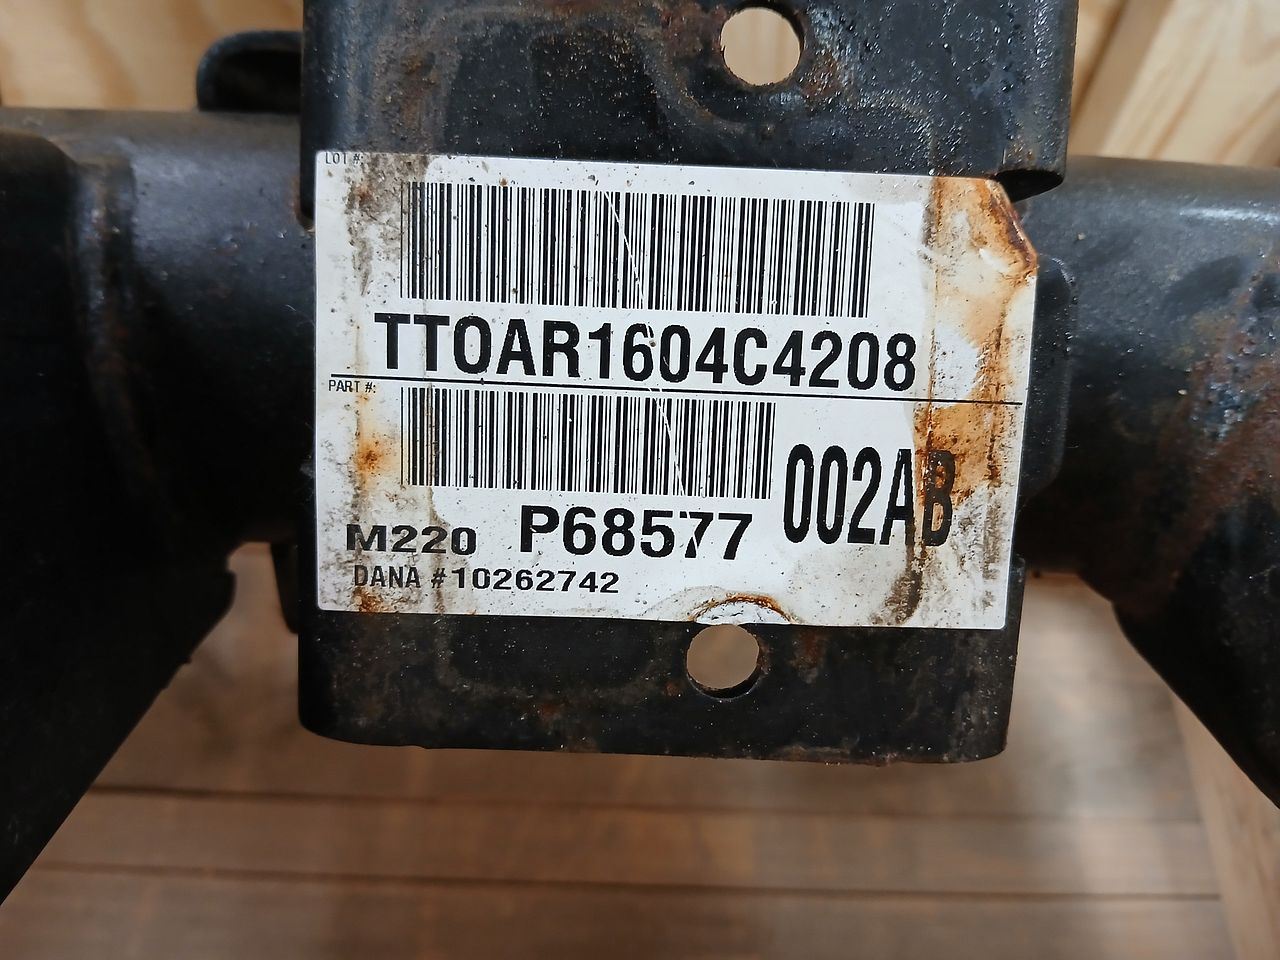 LOT #:
TTOAR1604C4208
PART #:
P68577 002AB
M220
DANA #10262742